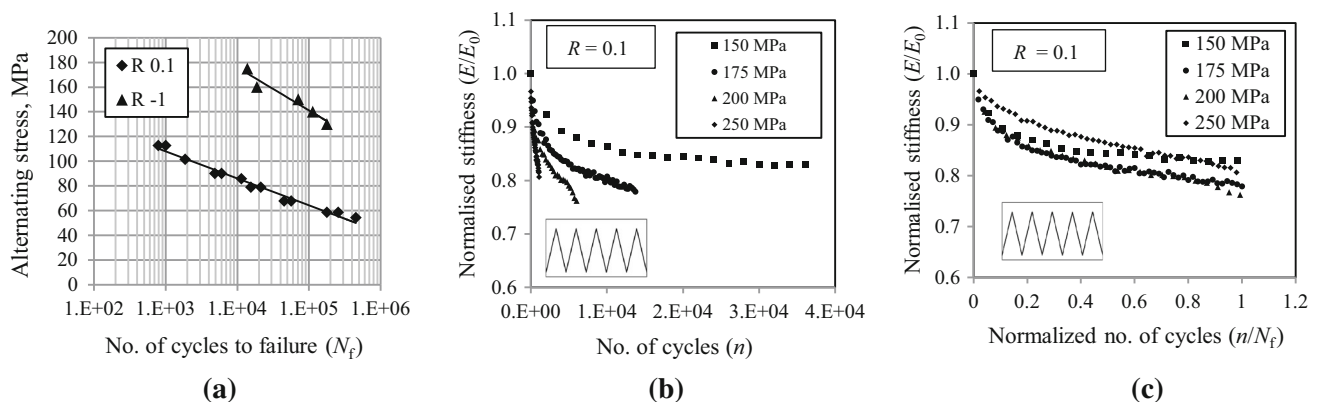 Alternating stress, MPa
200
180
160
140
120
100
80
60
40
20
0
R 0.1
R -1
1.E+02 1.E+03 1.E+04 1.E+05 1.E+06
No. of cycles to failure (Nf)
(a)
Normalised stiffness (E/E0)
1.0
0.9
0.8
0.7
0.6
R = 0.1
150 MPa
175 MPa
200 MPa
250 MPa
0.E+00 1.E+04 2.E+04 3.E+04 4.E+04
No. of cycles (n)
(b)
Normalised stiffness (E/E0)
1.0
0.9
0.8
0.7
0.6
R = 0.1
150 MPa
175 MPa
200 MPa
250 MPa
0 0.2 0.4 0.6 0.8 1 1.2
Normalized no. of cycles (n/Nf)
(c)